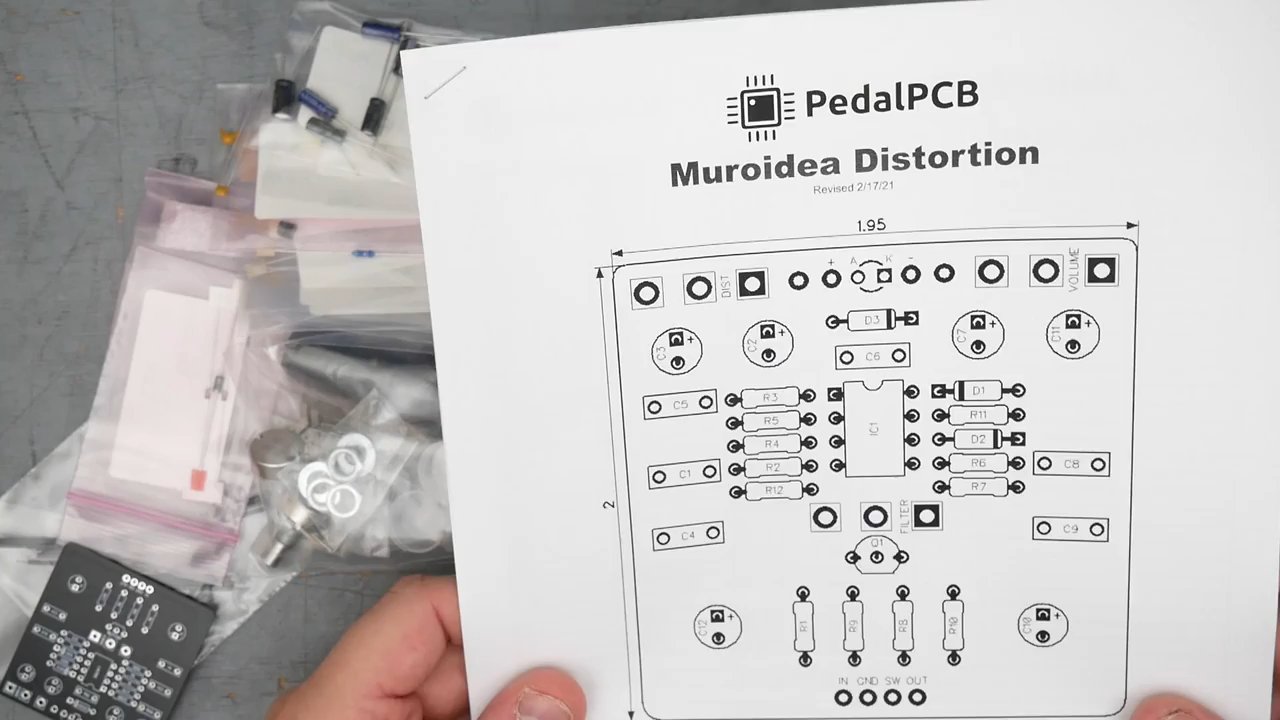 PedalPCB
Muroidea Distortion
Revised 2/17/21
1.95
DIST + A K - VOLUME
D3
C3 + C2 + C7 + C11 +
C6
C5 R3 D1
R5 IC1 R11
R4 D2
C1 R2 R6 C8
R12 R7
2
FILTER
C4 C9
Q1
C12 + R1 R9 R8 R10 C10 +
IN GND SW OUT